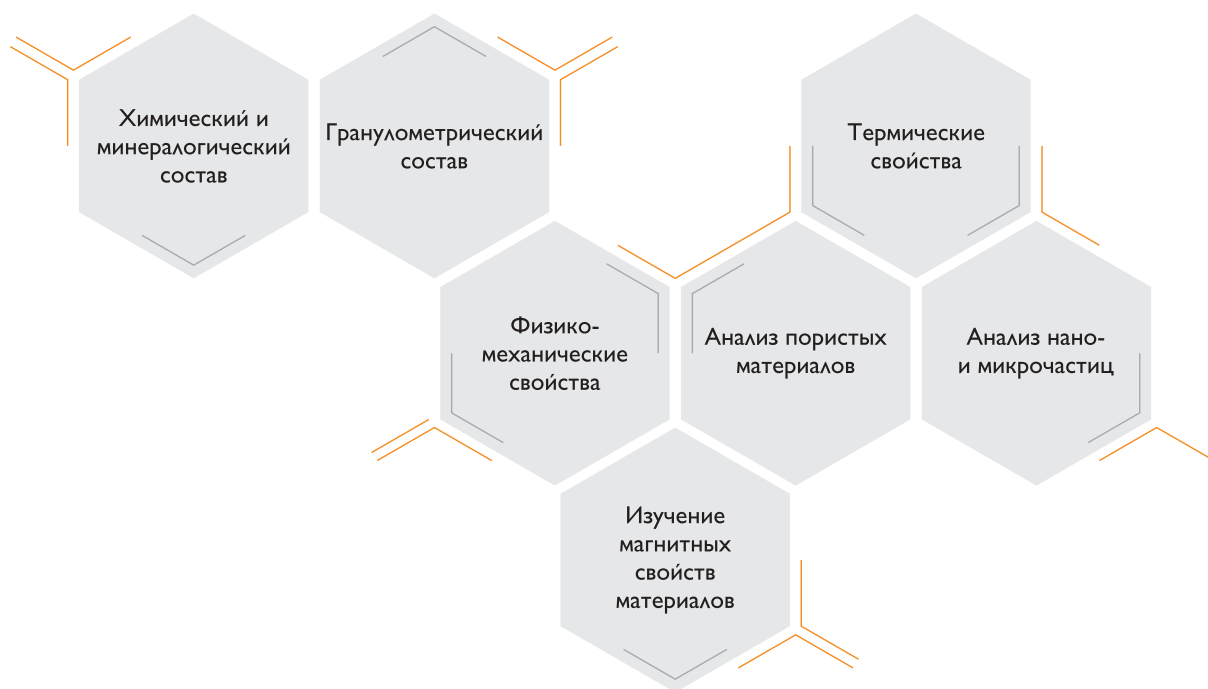 Химический и
минералогический
состав
Гранулометрический
состав
Термические
свойства
Физико-
механические
свойства
Анализ пористых
материалов
Анализ нано-
и микрочастиц
Изучение
магнитных
свойств
материалов